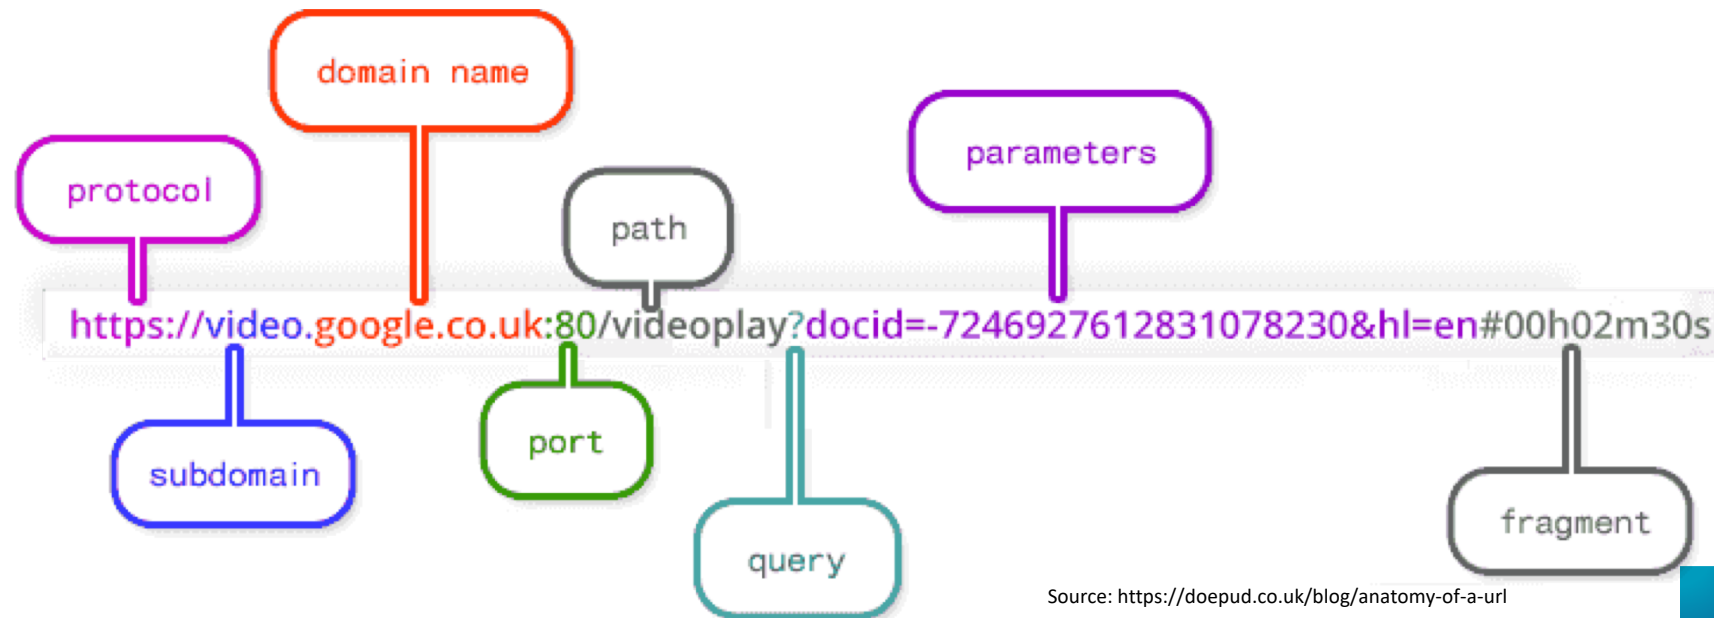 domain name
parameters
protocol
path
https://video.google.co.uk:80/videoplay?docid=-7246927612831078230&hl=en#00h02m30s
port
subdomain
fragment
query
Source: https://doepud.co.uk/blog/anatomy-of-a-url